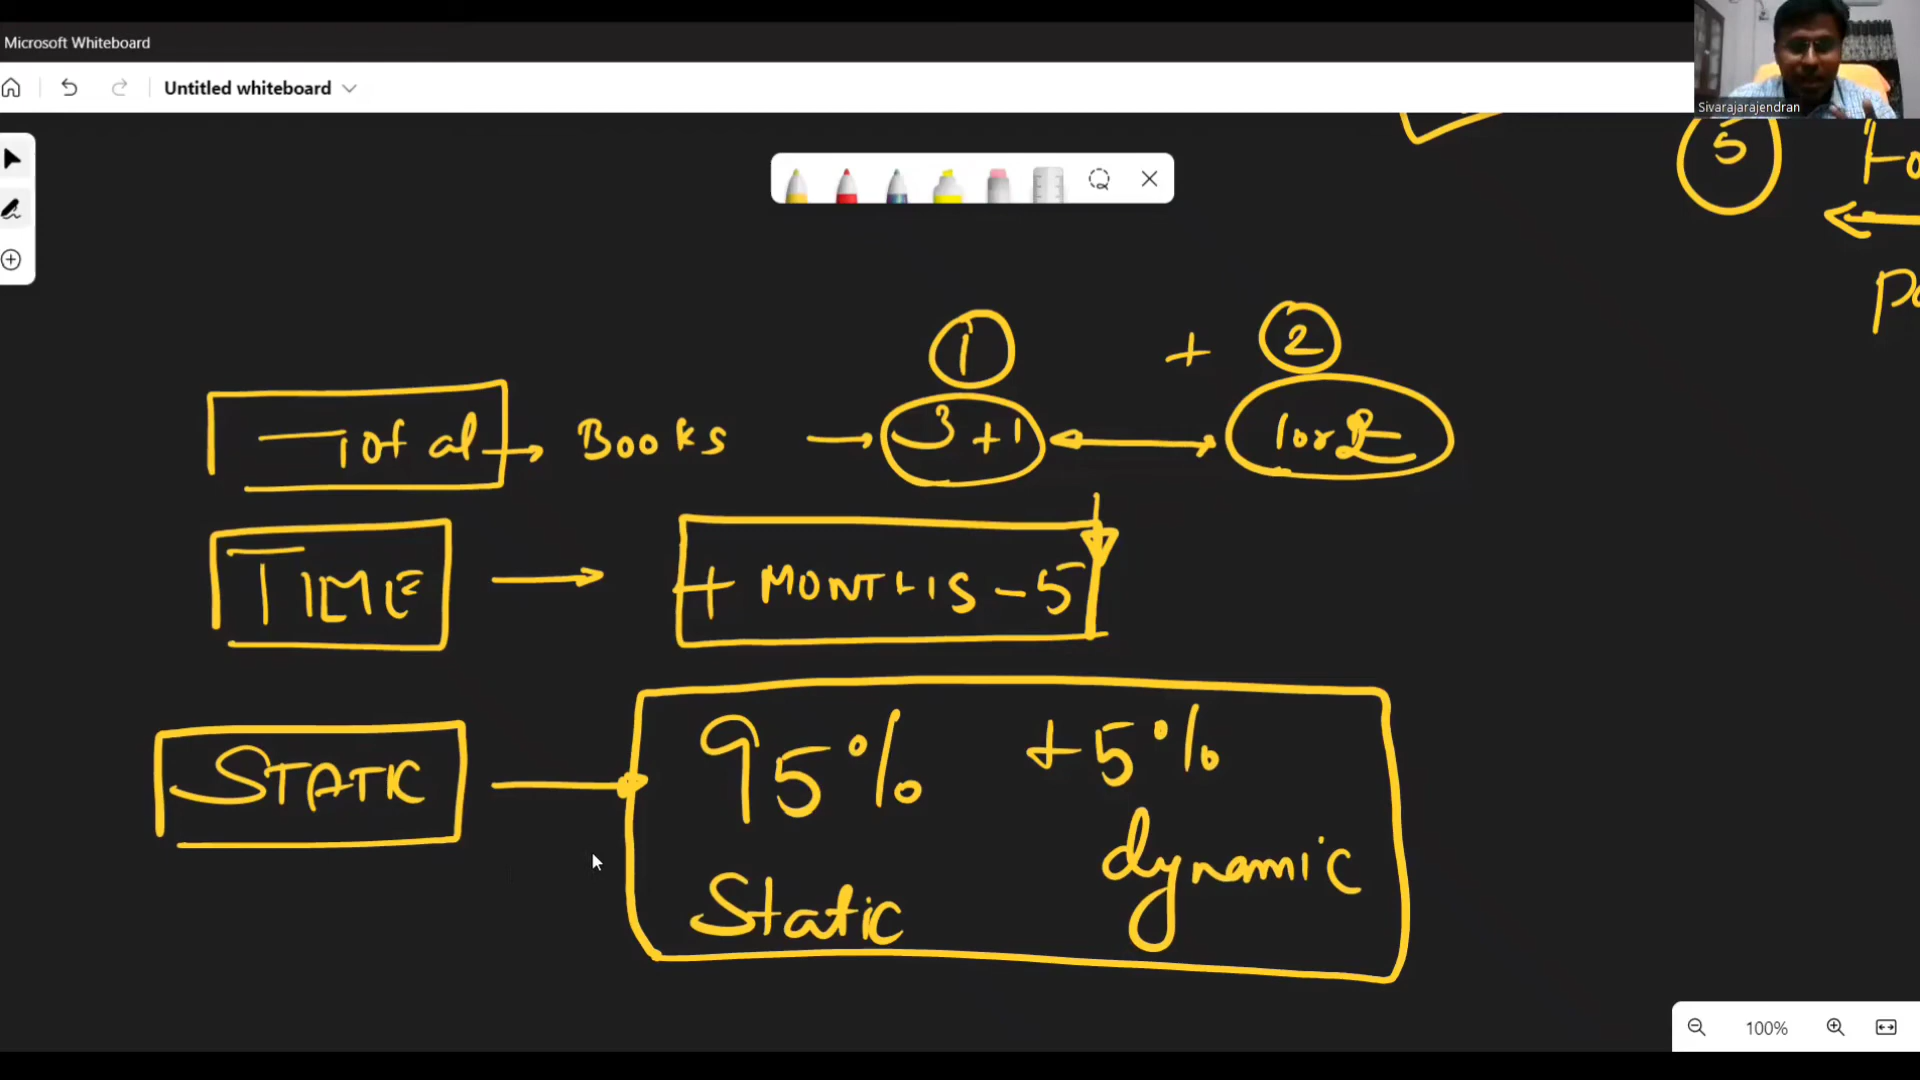 Microsoft Whiteboard
Untitled whiteboard
Sivarajarajendran
5
1 + 2
Total → Books → 3+1 ↔ 1 or 2
TIME → + MONTHS - 5
STATIC 95% +5%
Static dynamic
100%